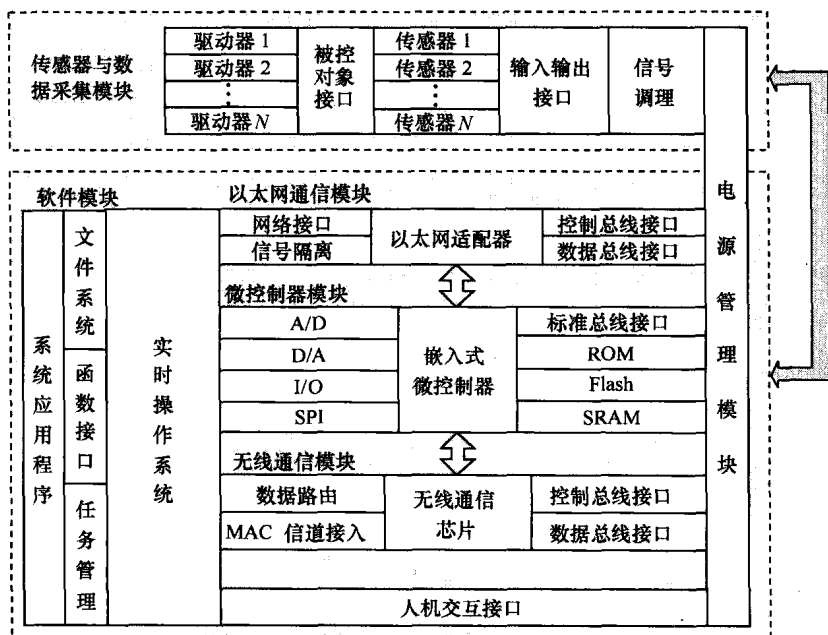 传感器与数
据采集模块
驱动器 1
驱动器 2
⋮
驱动器 N
被控
对象
接口
传感器 1
传感器 2
⋮
传感器 N
输入输出
接口
信号
调理
电源管理模块
软件模块
系统应用程序
文件系统
函数接口
任务管理
实时操作系统
以太网通信模块
网络接口
信号隔离
以太网适配器
控制总线接口
数据总线接口
微控制器模块
A/D
D/A
I/O
SPI
嵌入式
微控制器
标准总线接口
ROM
Flash
SRAM
无线通信模块
数据路由
MAC 信道接入
无线通信
芯片
控制总线接口
数据总线接口
人机交互接口